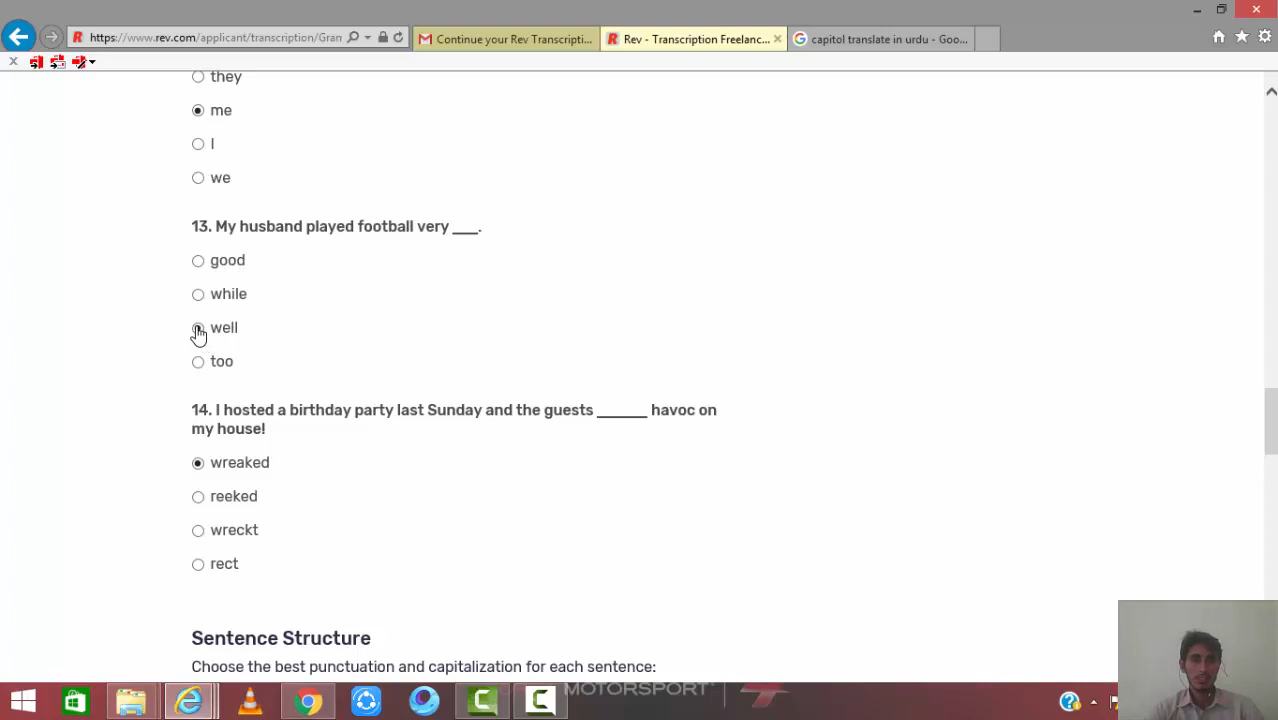 https://www.rev.com/applicant/transcription/Gran
Continue your Rev Transcripti...
Rev - Transcription Freelanc...
capitol translate in urdu - Goo...
they
me
I
we
13. My husband played football very ___.
good
while
well
too
14. I hosted a birthday party last Sunday and the guests ______ havoc on
my house!
wreaked
reeked
wreckt
rect
Sentence Structure
Choose the best punctuation and capitalization for each sentence:
MOTORSPORT